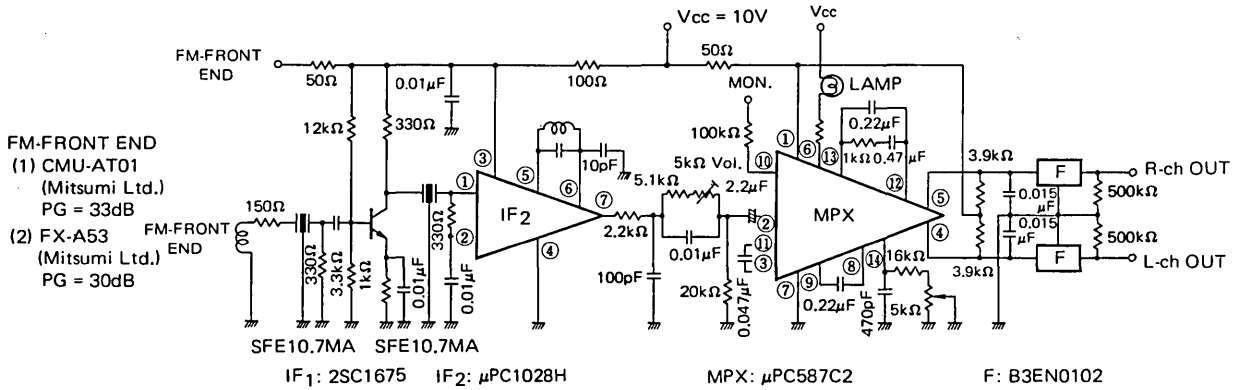 Vcc = 10V
Vcc
FM-FRONT
END
50Ω
0.01μF
100Ω
50Ω
MON.
LAMP
12kΩ
330Ω
100kΩ
0.22μF
1kΩ 0.47 μF
FM-FRONT END
(1) CMU-AT01
(Mitsumi Ltd.)
PG = 33dB
(2) FX-A53
(Mitsumi Ltd.)
PG = 30dB
FM-FRONT
END
150Ω
330Ω
3.3kΩ
1kΩ
0.01μF
330Ω
0.01μF
① ② ③ ④ ⑤ ⑥ ⑦
IF₂
10pF
2.2kΩ
100pF
5kΩ Vol.
5.1kΩ
0.01μF
2.2μF
20kΩ
0.047μF
⑩ ① ⑥ ⑬ ⑫ ⑤ ④
② ⑪ ③ ⑦ ⑨ ⑧ ⑭
MPX
0.22μF
470pF
16kΩ
5kΩ
3.9kΩ
3.9kΩ
0.015
μF
0.015
μF
F
F
500kΩ
500kΩ
R-ch OUT
L-ch OUT
SFE10.7MA SFE10.7MA
IF₁: 2SC1675 IF₂: μPC1028H MPX: μPC587C2 F: B3EN0102